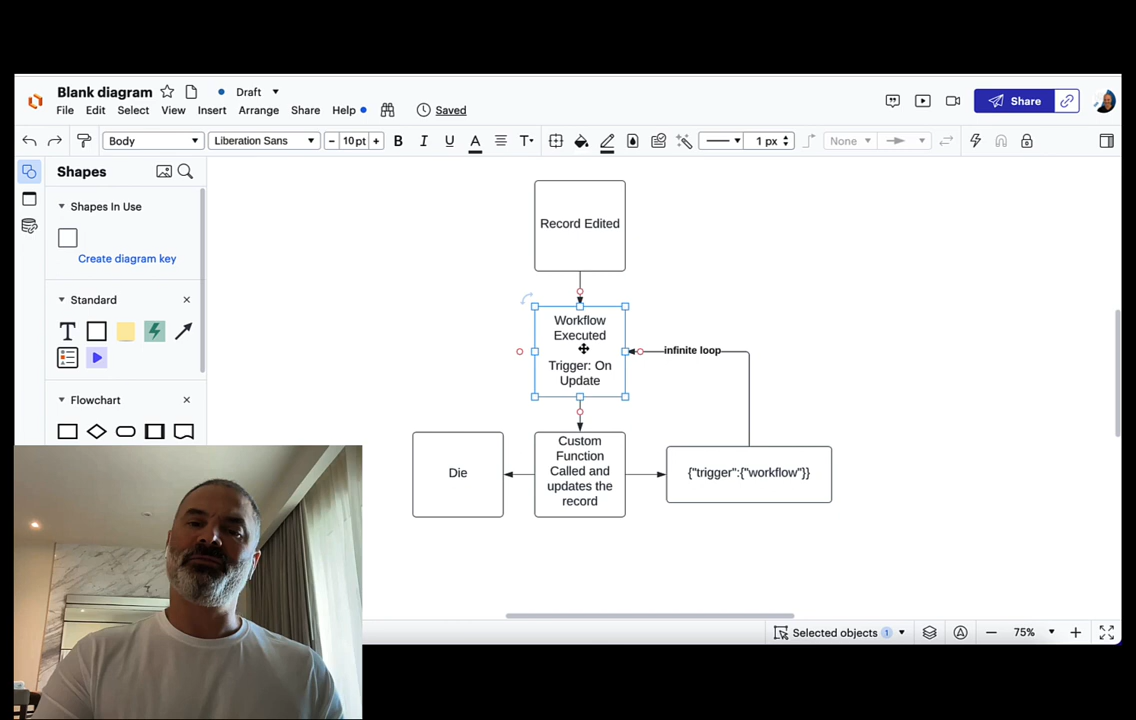 Blank diagram
Draft
File Edit Select View Insert Arrange Share Help Saved
Share
Body Liberation Sans 10 pt B I U A T 1 px None
Shapes
Shapes In Use
Create diagram key
Standard
T
Flowchart
Record Edited
Workflow
Executed
Trigger: On
Update
infinite loop
Custom
Function
Called and
updates the
record
Die
{"trigger":{"workflow"}}
Selected objects 1 75%